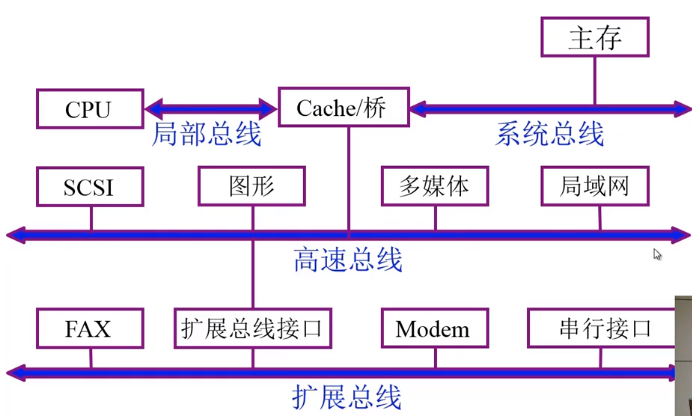 主存
CPU
Cache/桥
局部总线
系统总线
SCSI
图形
多媒体
局域网
高速总线
FAX
扩展总线接口
Modem
串行接口
扩展总线